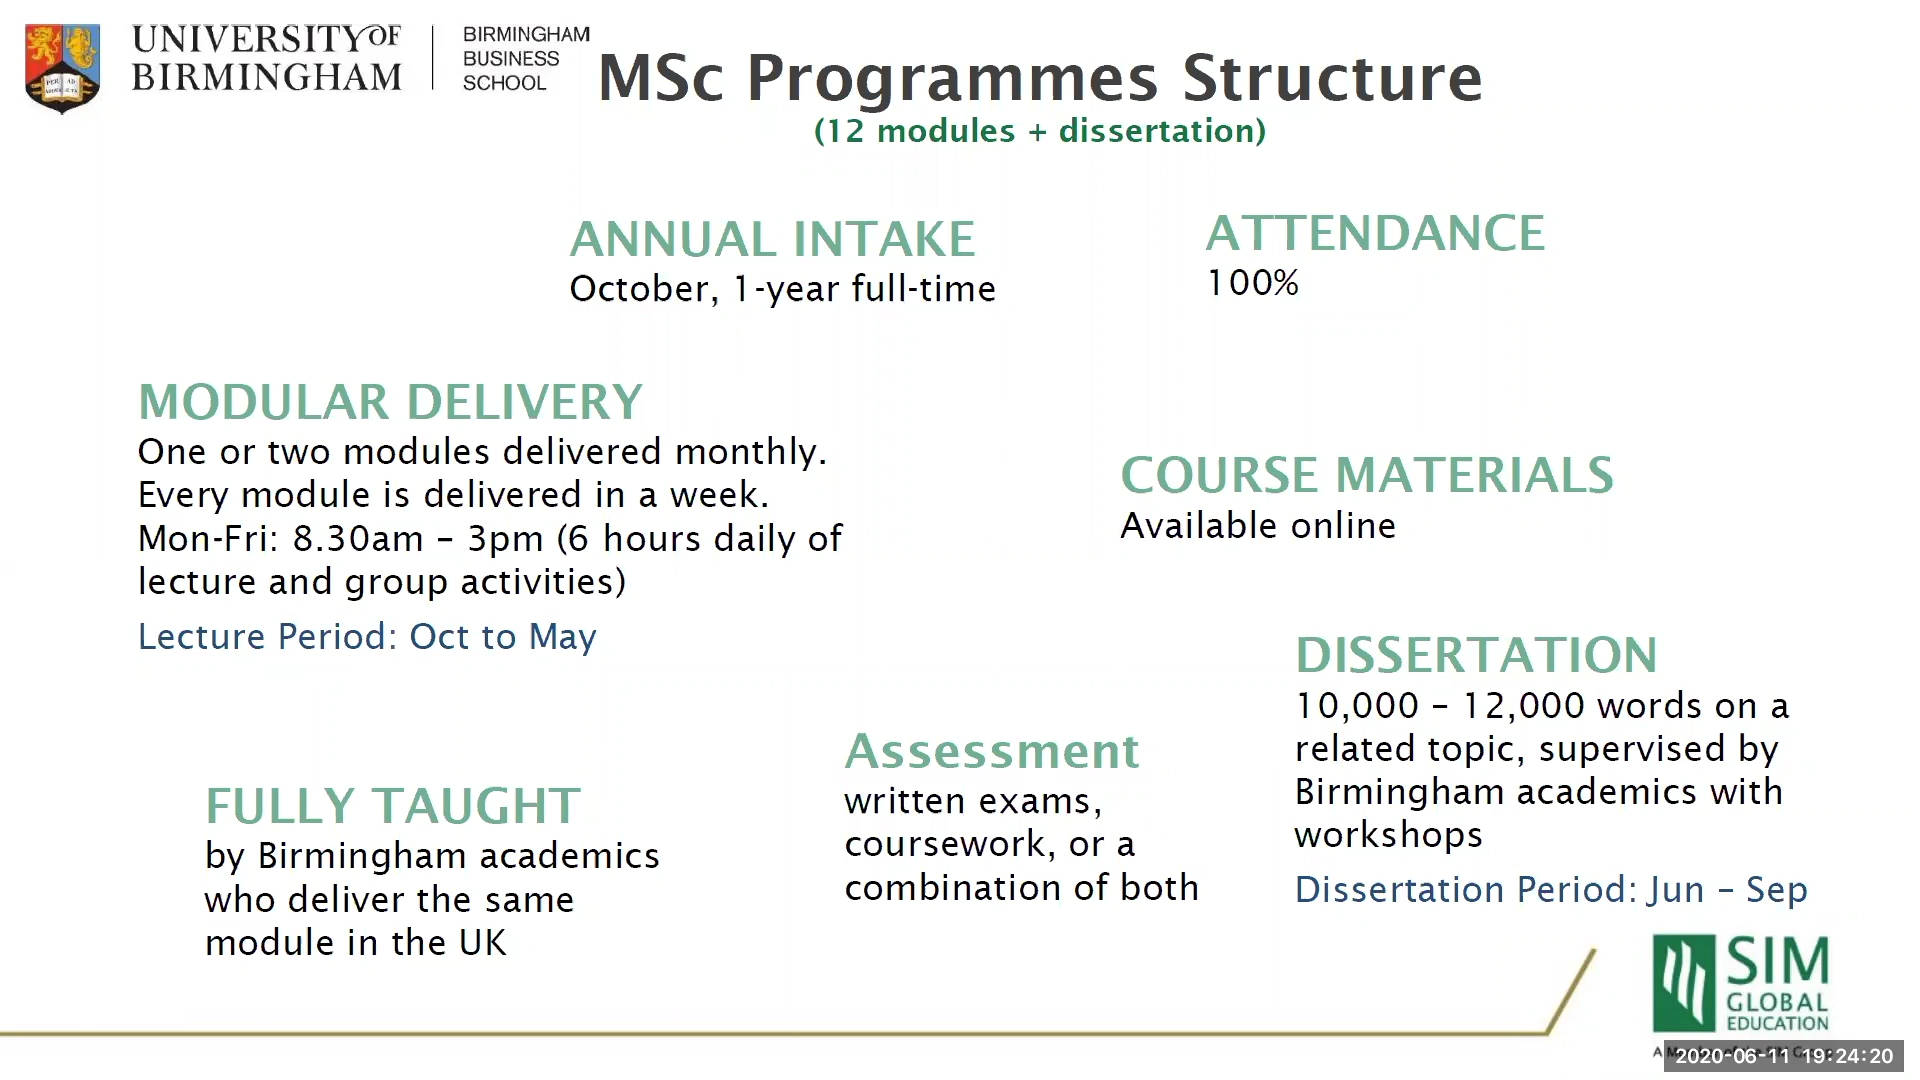 UNIVERSITY OF
BIRMINGHAM
BIRMINGHAM
BUSINESS
SCHOOL
MSc Programmes Structure
(12 modules + dissertation)
ANNUAL INTAKE
October, 1-year full-time
ATTENDANCE
100%
MODULAR DELIVERY
One or two modules delivered monthly.
Every module is delivered in a week.
Mon-Fri: 8.30am – 3pm (6 hours daily of
lecture and group activities)
Lecture Period: Oct to May
COURSE MATERIALS
Available online
DISSERTATION
10,000 – 12,000 words on a
related topic, supervised by
Birmingham academics with
workshops
Dissertation Period: Jun – Sep
Assessment
written exams,
coursework, or a
combination of both
FULLY TAUGHT
by Birmingham academics
who deliver the same
module in the UK
SIM
GLOBAL
EDUCATION
2020-06-11 19:24:20